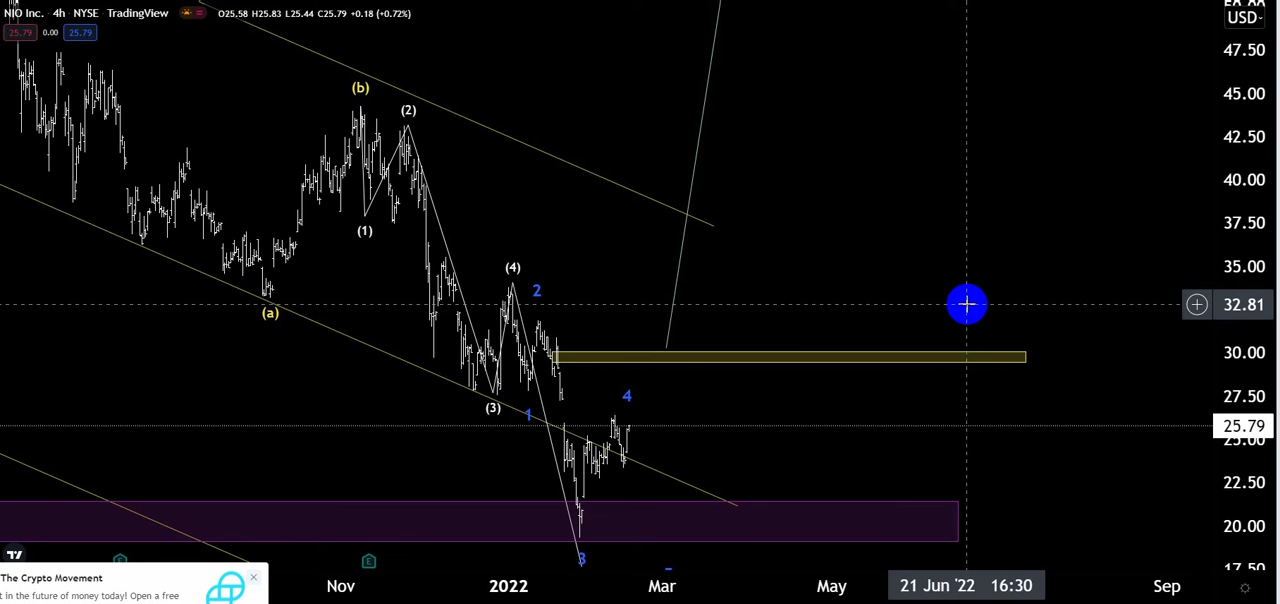 NIO Inc. 4h NYSE TradingView O25.58 H25.83 L25.44 C25.79 +0.18 (+0.72%)
USD
25.79 0.00 25.79
47.50
45.00
(b)
(2)
42.50
40.00
37.50
(1)
35.00
(4)
2
(a)
32.81
30.00
27.50
4
(3)
1
25.79
25.00
22.50
20.00
3
17.50
E E
The Crypto Movement
t in the future of money today! Open a free
Nov 2022 Mar May 21 Jun '22 16:30 Sep